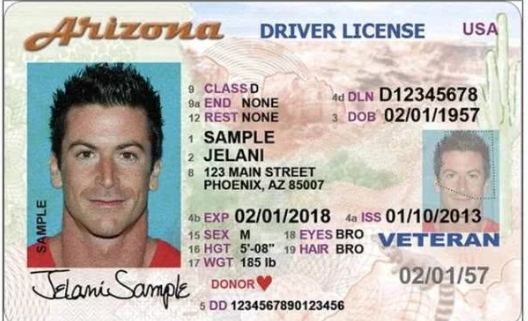 Arizona DRIVER LICENSE USA
9 CLASS D
9a END NONE
12 REST NONE
4d DLN D12345678
3 DOB 02/01/1957
1 SAMPLE
2 JELANI
8 123 MAIN STREET
PHOENIX, AZ 85007
4b EXP 02/01/2018 4a ISS 01/10/2013
15 SEX M 18 EYES BRO
16 HGT 5'-08" 19 HAIR BRO
17 WGT 185 lb
VETERAN
SAMPLE
Jelani Sample
DONOR
02/01/57
5 DD 1234567890123456